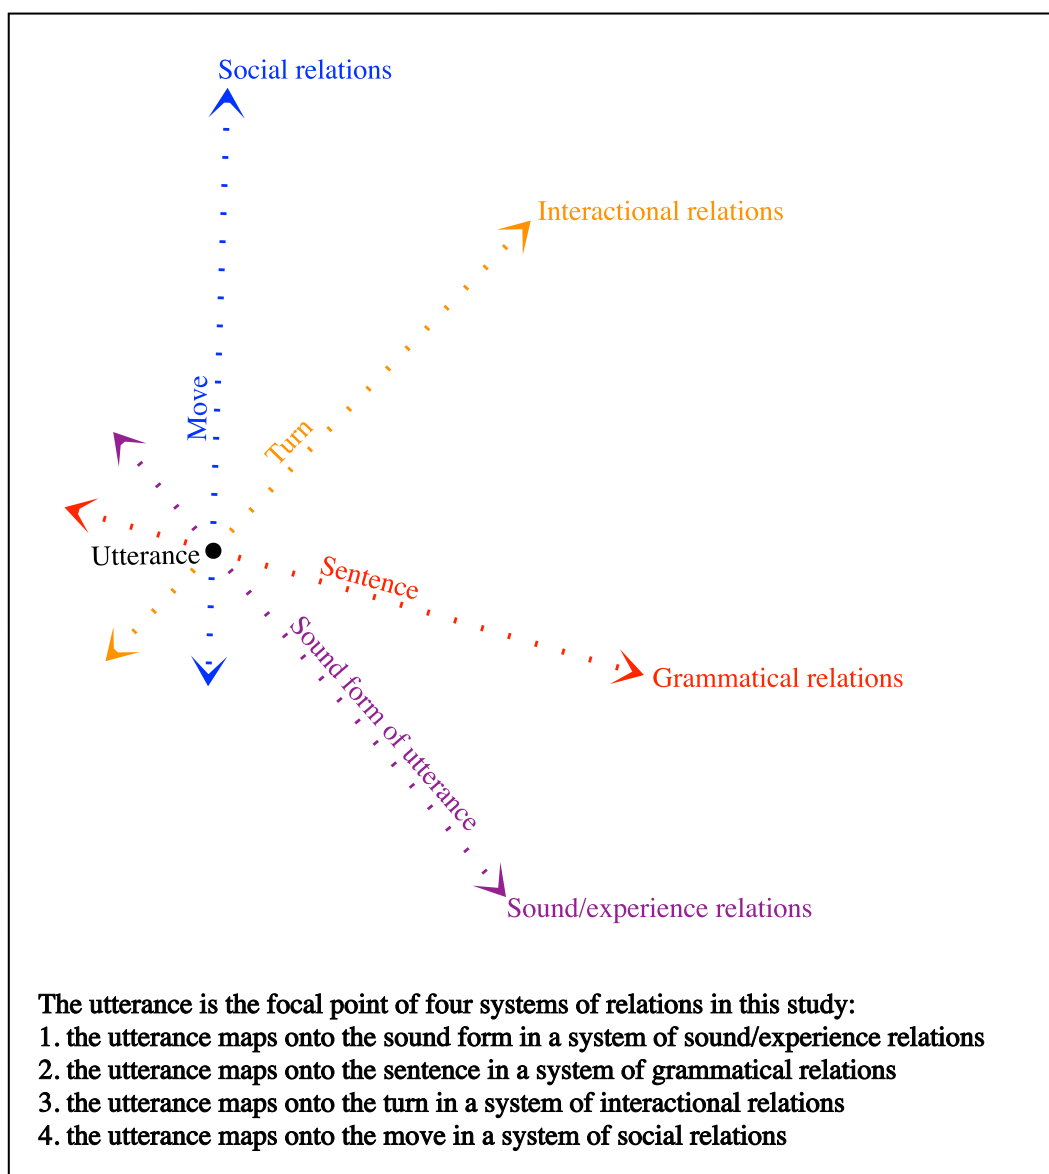 Social relations
Interactional relations
Move
Turn
Utterance
Sentence
Sound form of utterance
Grammatical relations
Sound/experience relations
The utterance is the focal point of four systems of relations in this study:
1. the utterance maps onto the sound form in a system of sound/experience relations
2. the utterance maps onto the sentence in a system of grammatical relations
3. the utterance maps onto the turn in a system of interactional relations
4. the utterance maps onto the move in a system of social relations